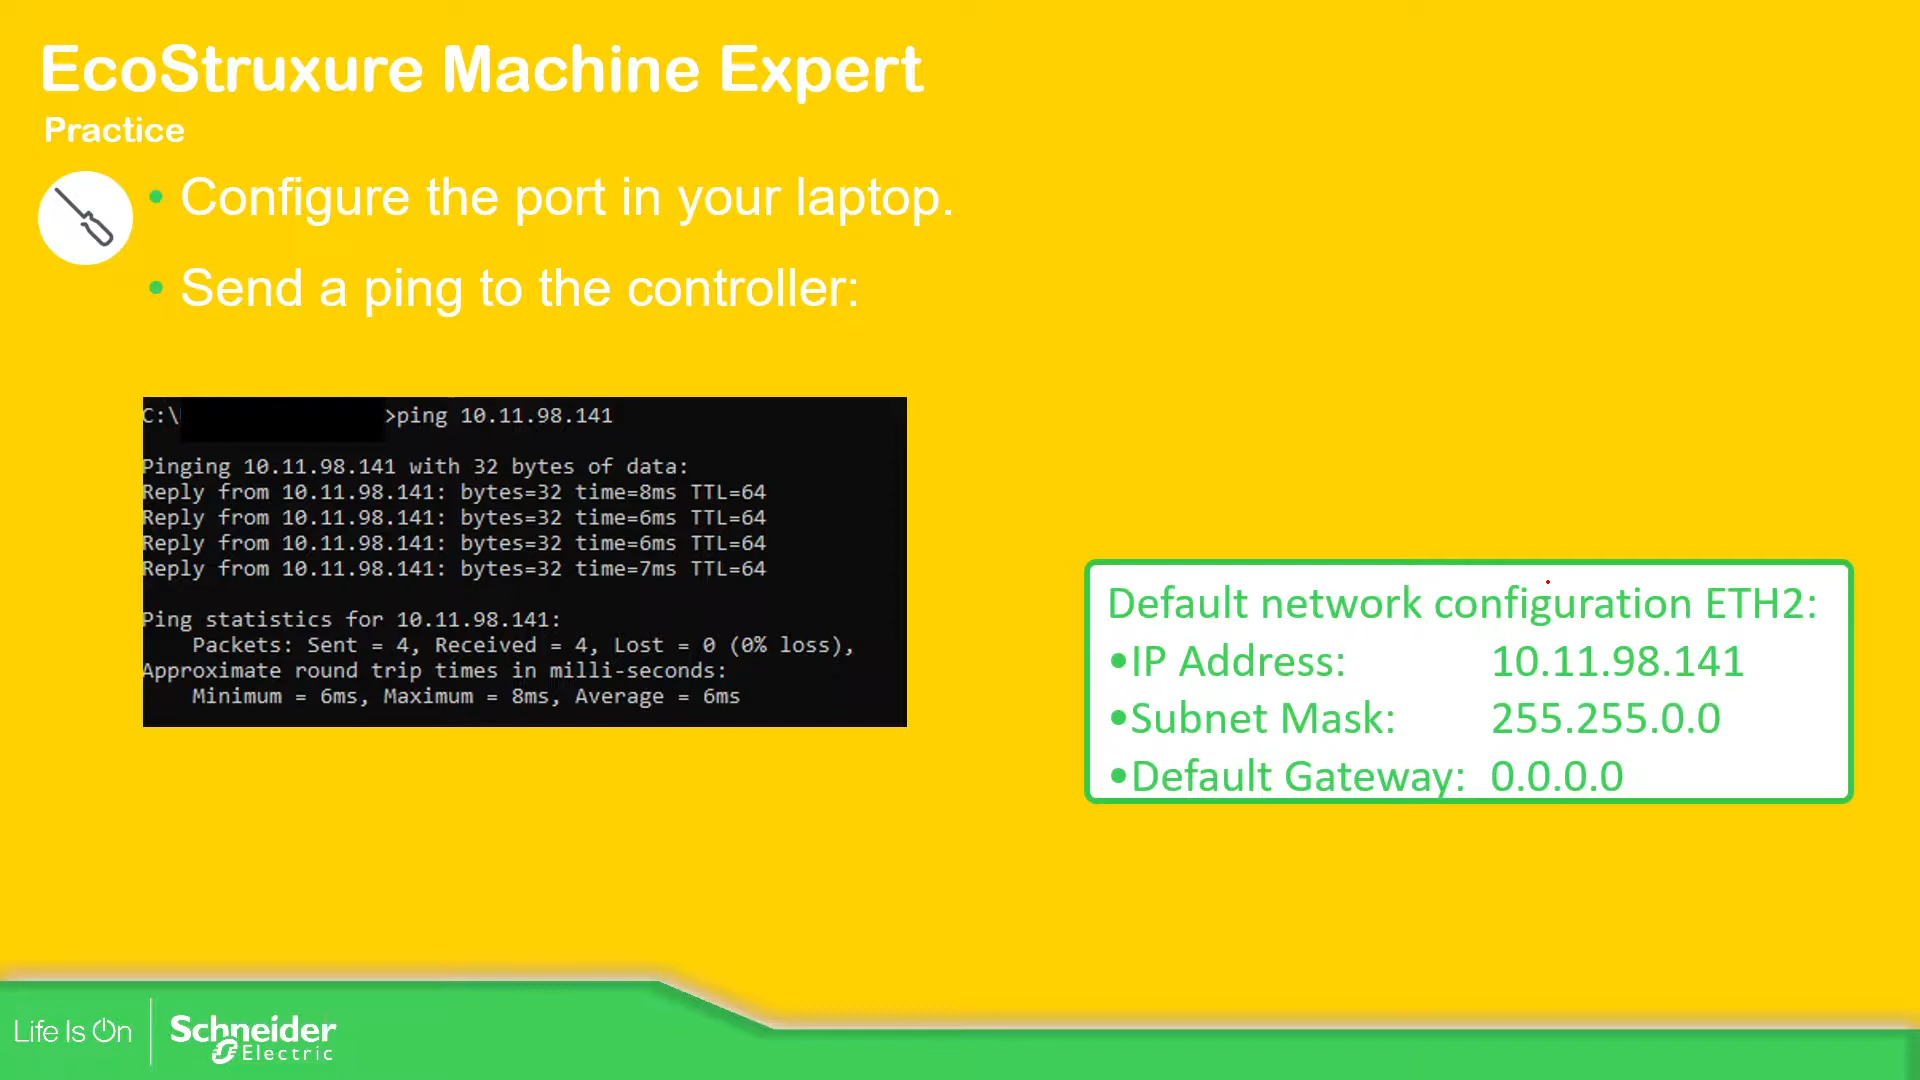 EcoStruxure Machine Expert
Practice
• Configure the port in your laptop.
• Send a ping to the controller:
C:\ >ping 10.11.98.141
Pinging 10.11.98.141 with 32 bytes of data:
Reply from 10.11.98.141: bytes=32 time=8ms TTL=64
Reply from 10.11.98.141: bytes=32 time=6ms TTL=64
Reply from 10.11.98.141: bytes=32 time=6ms TTL=64
Reply from 10.11.98.141: bytes=32 time=7ms TTL=64
Ping statistics for 10.11.98.141:
Packets: Sent = 4, Received = 4, Lost = 0 (0% loss),
Approximate round trip times in milli-seconds:
Minimum = 6ms, Maximum = 8ms, Average = 6ms
Default network configuration ETH2:
•IP Address: 10.11.98.141
•Subnet Mask: 255.255.0.0
•Default Gateway: 0.0.0.0
Life Is On
Schneider
Electric